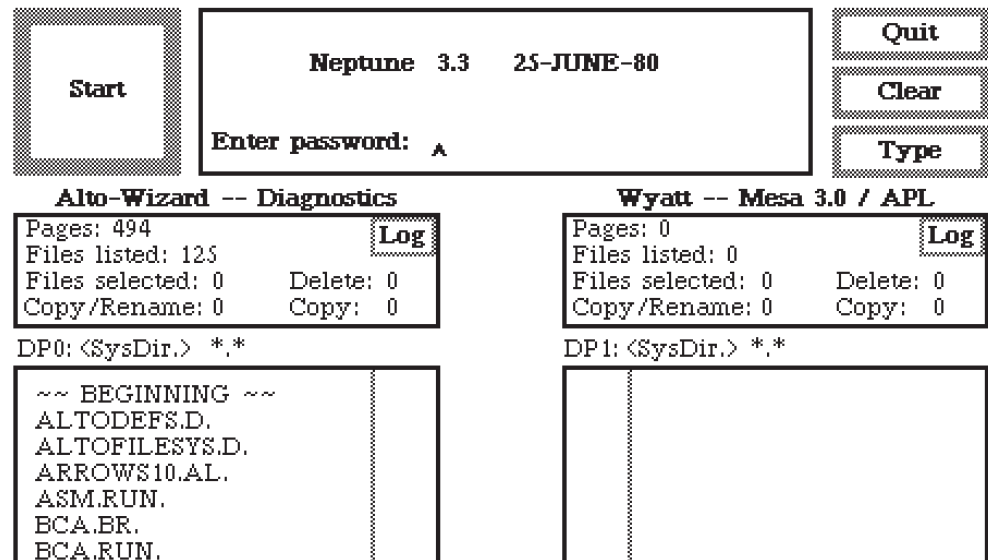 Start
Neptune 3.3 25-JUNE-80
Enter password: ^
Quit
Clear
Type
Alto-Wizard -- Diagnostics
Pages: 494
Log
Files listed: 125
Files selected: 0 Delete: 0
Copy/Rename: 0 Copy: 0
DP0: <SysDir.> *.*
~~ BEGINNING ~~
ALTODEFS.D.
ALTOFILESYS.D.
ARROWS10.AL.
ASM.RUN.
BCA.BR.
BCA.RUN.
Wyatt -- Mesa 3.0 / APL
Pages: 0
Log
Files listed: 0
Files selected: 0 Delete: 0
Copy/Rename: 0 Copy: 0
DP1: <SysDir.> *.*